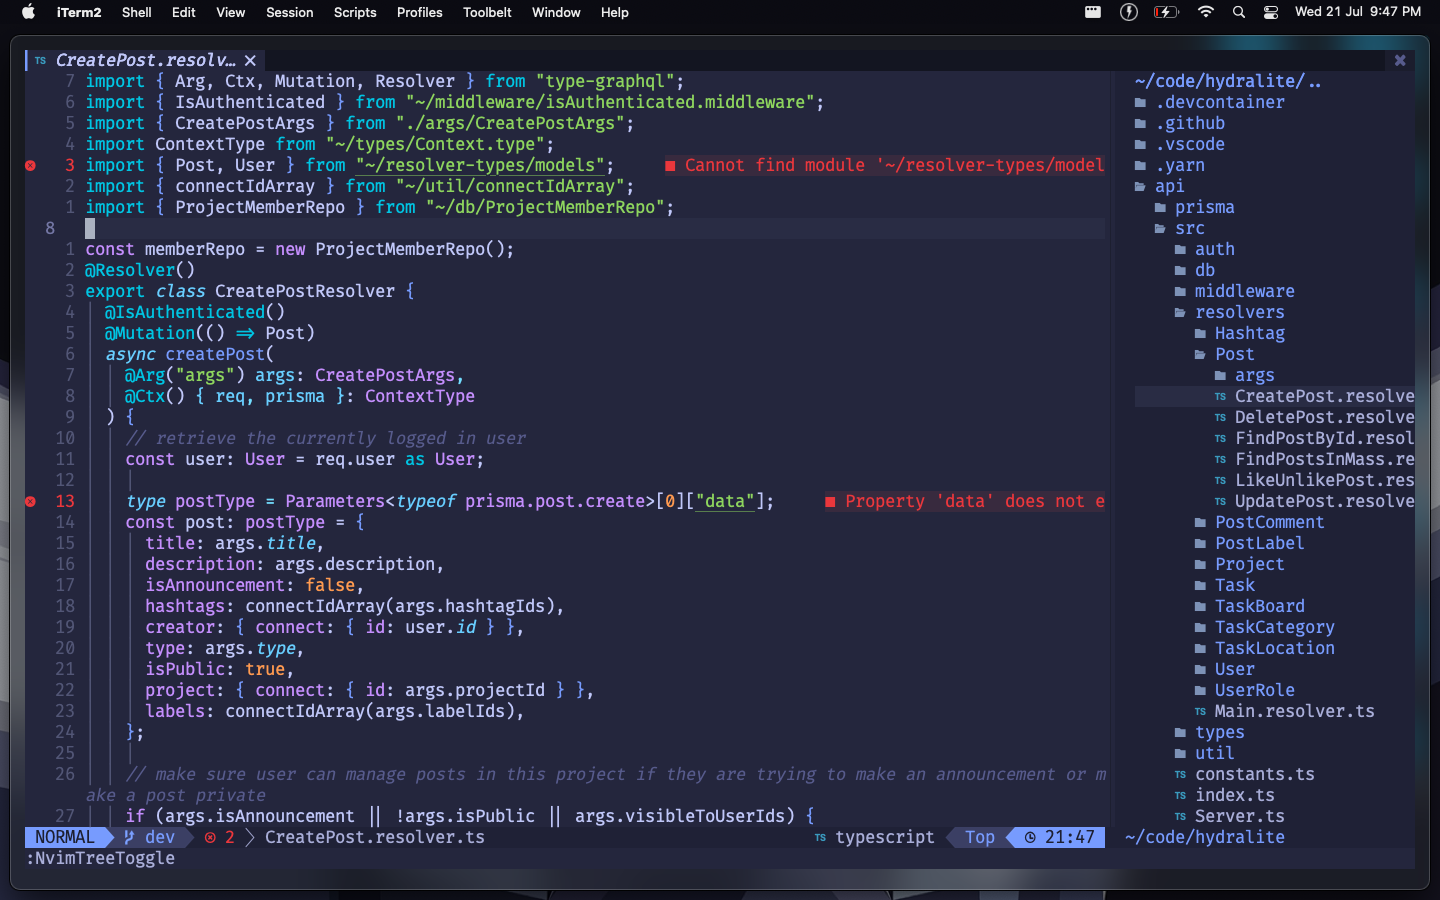 iTerm2 Shell Edit View Session Scripts Profiles Toolbelt Window Help Wed 21 Jul 9:47 PM
TS CreatePost.resolv… ✕
7 import { Arg, Ctx, Mutation, Resolver } from "type-graphql";
6 import { IsAuthenticated } from "~/middleware/isAuthenticated.middleware";
5 import { CreatePostArgs } from "./args/CreatePostArgs";
4 import ContextType from "~/types/Context.type";
3 import { Post, User } from "~/resolver-types/models"; ■ Cannot find module '~/resolver-types/model
2 import { connectIdArray } from "~/util/connectIdArray";
1 import { ProjectMemberRepo } from "~/db/ProjectMemberRepo";
8
1 const memberRepo = new ProjectMemberRepo();
2 @Resolver()
3 export class CreatePostResolver {
4 @IsAuthenticated()
5 @Mutation(() => Post)
6 async createPost(
7 @Arg("args") args: CreatePostArgs,
8 @Ctx() { req, prisma }: ContextType
9 ) {
10 // retrieve the currently logged in user
11 const user: User = req.user as User;
12
13 type postType = Parameters<typeof prisma.post.create>[0]["data"]; ■ Property 'data' does not e
14 const post: postType = {
15 title: args.title,
16 description: args.description,
17 isAnnouncement: false,
18 hashtags: connectIdArray(args.hashtagIds),
19 creator: { connect: { id: user.id } },
20 type: args.type,
21 isPublic: true,
22 project: { connect: { id: args.projectId } },
23 labels: connectIdArray(args.labelIds),
24 };
25
26 // make sure user can manage posts in this project if they are trying to make an announcement or m
ake a post private
27 if (args.isAnnouncement || !args.isPublic || args.visibleToUserIds) {
NORMAL dev 2 CreatePost.resolver.ts TS typescript Top 21:47
:NvimTreeToggle
~/code/hydralite/..
.devcontainer
.github
.vscode
.yarn
api
prisma
src
auth
db
middleware
resolvers
Hashtag
Post
args
TS CreatePost.resolve
TS DeletePost.resolve
TS FindPostById.resol
TS FindPostsInMass.re
TS LikeUnlikePost.res
TS UpdatePost.resolve
PostComment
PostLabel
Project
Task
TaskBoard
TaskCategory
TaskLocation
User
UserRole
TS Main.resolver.ts
types
util
TS constants.ts
TS index.ts
TS Server.ts
~/code/hydralite